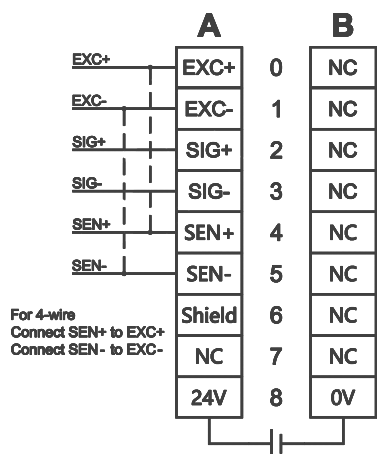 A B
EXC+ EXC+ 0 NC
EXC- EXC- 1 NC
SIG+ SIG+ 2 NC
SIG- SIG- 3 NC
SEN+ SEN+ 4 NC
SEN- SEN- 5 NC
Shield 6 NC
NC 7 NC
24V 8 0V
For 4-wire
Connect SEN+ to EXC+
Connect SEN- to EXC-